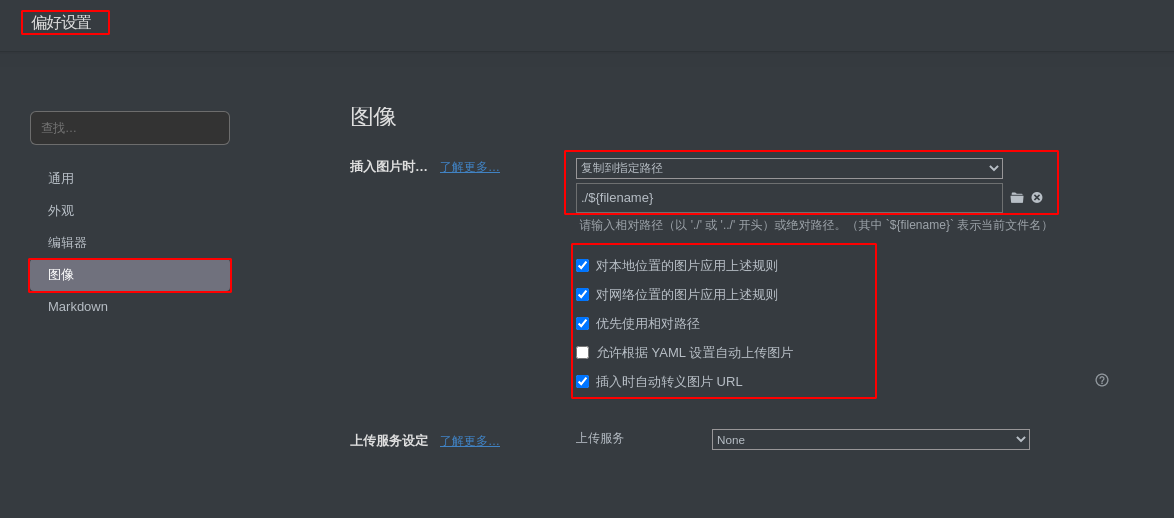 偏好设置
查找...
通用
外观
编辑器
图像
Markdown
图像
插入图片时... 了解更多...
复制到指定路径
./${filename}
请输入相对路径（以 './' 或 '../' 开头）或绝对路径。（其中 `${filename}` 表示当前文件名）
对本地位置的图片应用上述规则
对网络位置的图片应用上述规则
优先使用相对路径
允许根据 YAML 设置自动上传图片
插入时自动转义图片 URL
上传服务设定 了解更多... 上传服务 None